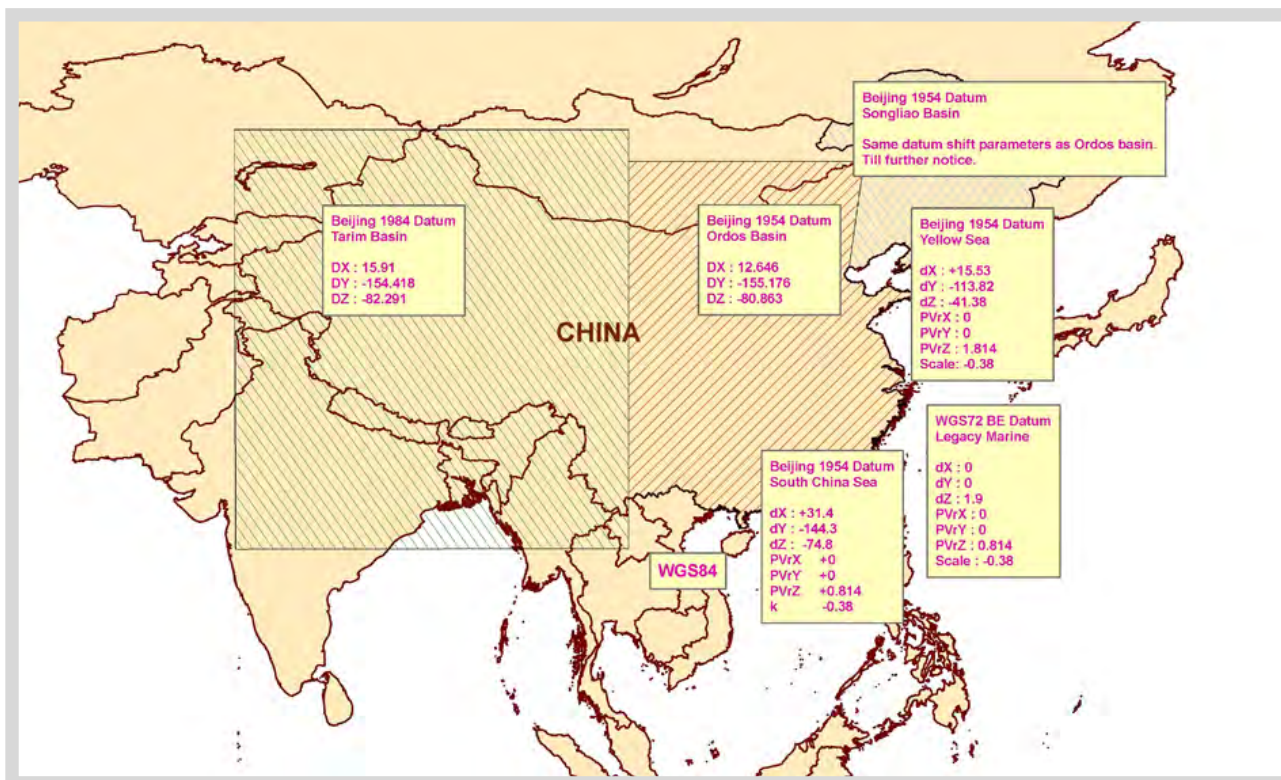 Beijing 1954 Datum
Songliao Basin
Same datum shift parameters as Ordos basin.
Till further notice.
Beijing 1984 Datum
Tarim Basin
DX : 15.91
DY : -154.418
DZ : -82.291
Beijing 1954 Datum
Ordos Basin
DX : 12.646
DY : -155.176
DZ : -80.863
Beijing 1954 Datum
Yellow Sea
dX : +15.53
dY : -113.82
dZ : -41.38
PVrX : 0
PVrY : 0
PVrZ : 1.814
Scale: -0.38
CHINA
WGS72 BE Datum
Legacy Marine
dX : 0
dY : 0
dZ : 1.9
PVrX : 0
PVrY : 0
PVrZ : 0.814
Scale : -0.38
Beijing 1954 Datum
South China Sea
dX : +31.4
dY : -144.3
dZ : -74.8
PVrX +0
PVrY +0
PVrZ +0.814
k -0.38
WGS84